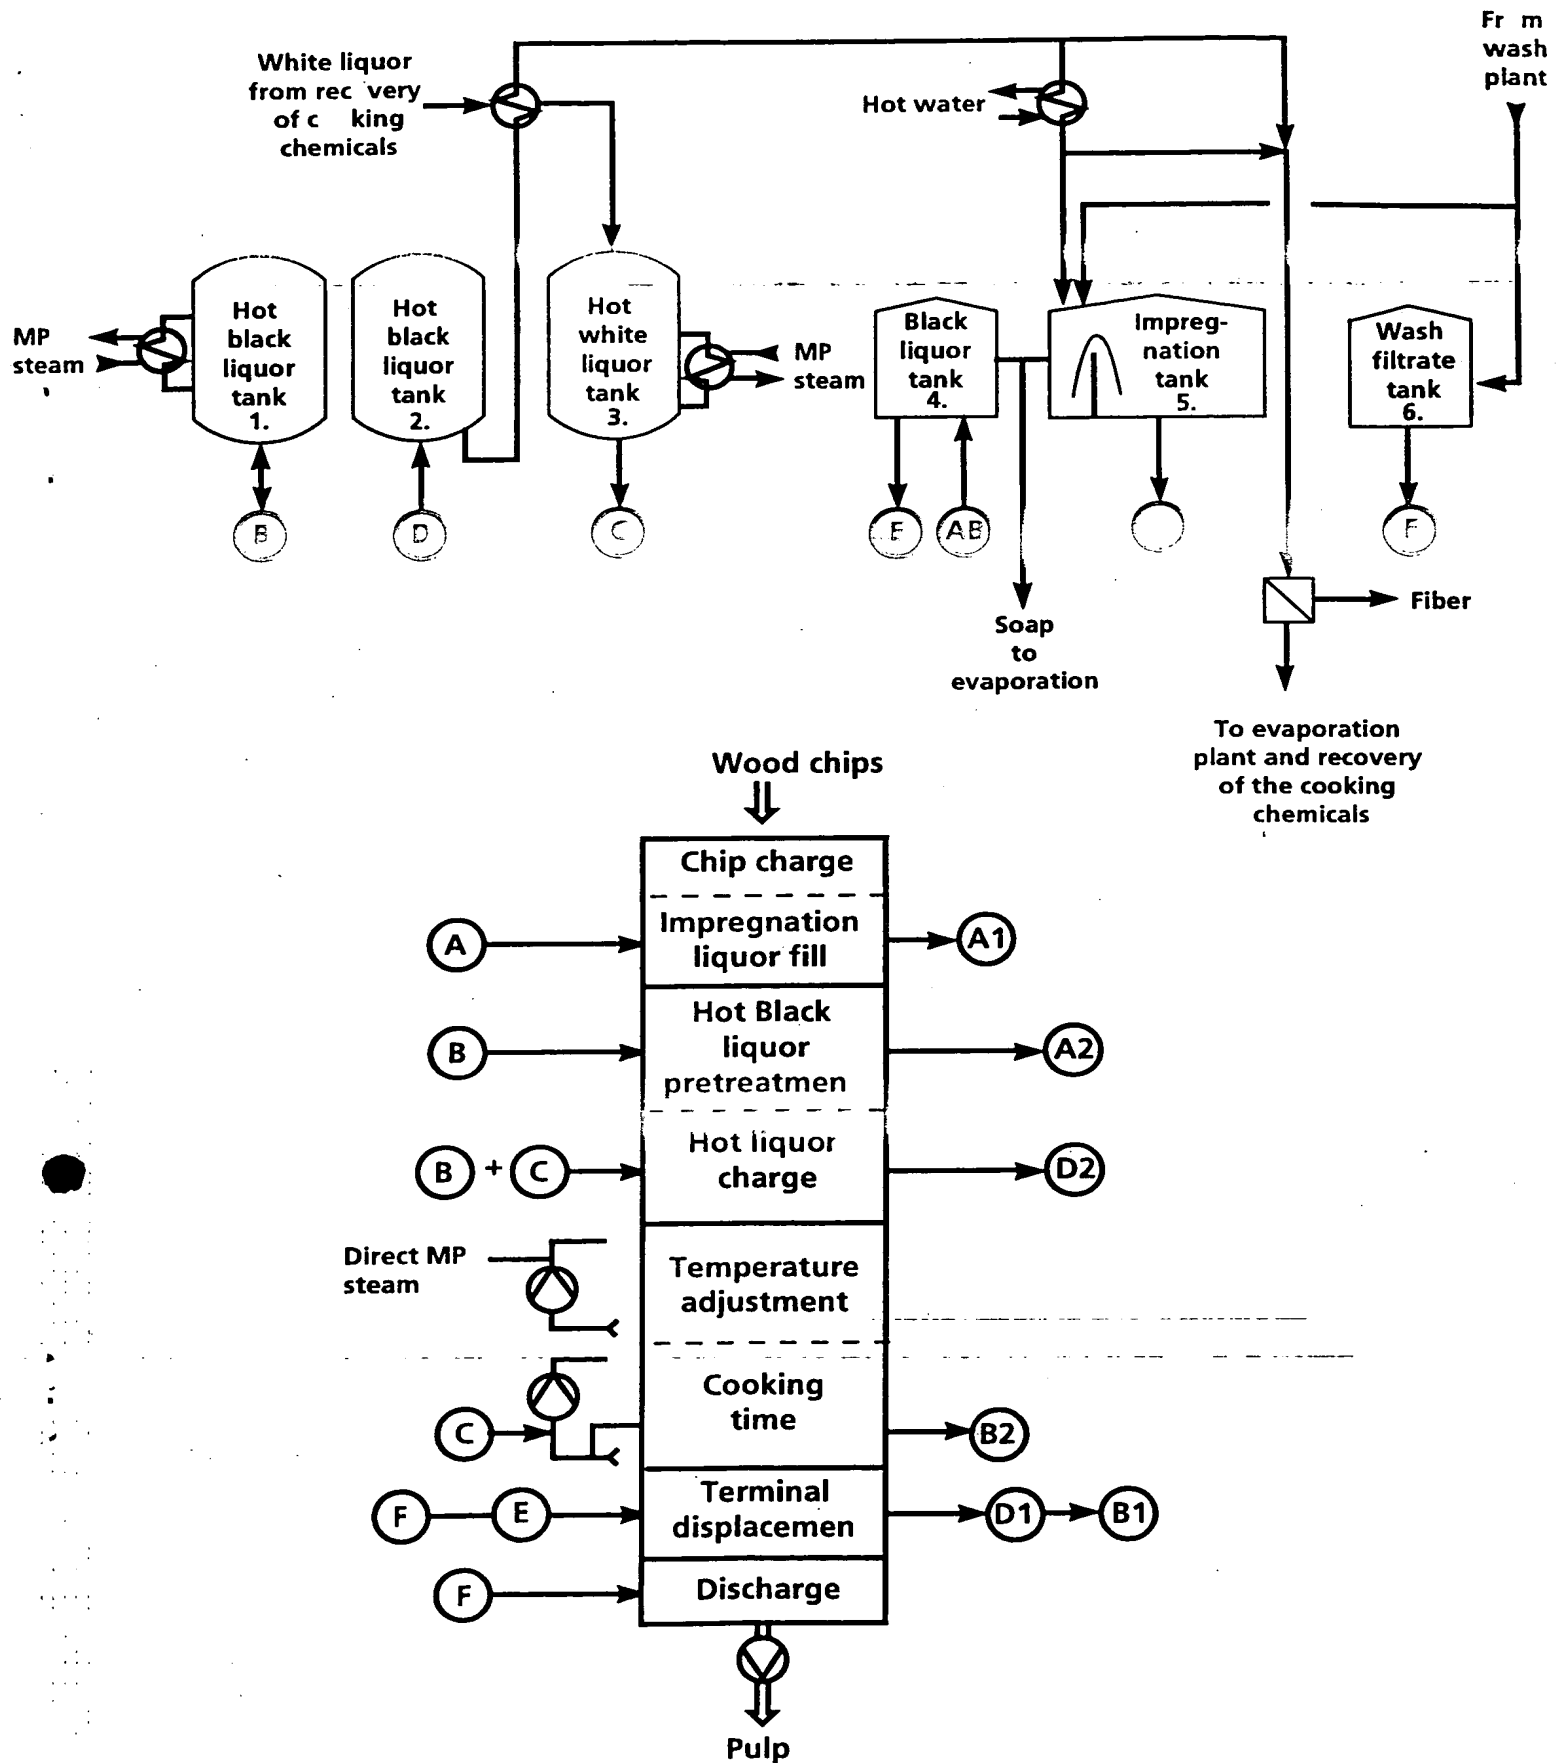 White liquor
from rec very
of c king
chemicals
Hot water
Fr m
wash
plant
MP
steam
Hot
black
liquor
tank
1.
Hot
black
liquor
tank
2.
Hot
white
liquor
tank
3.
MP
steam
Black
liquor
tank
4.
Impreg-
nation
tank
5.
Wash
filtrate
tank
6.
B
D
C
AB
F
Fiber
Soap
to
evaporation
To evaporation
plant and recovery
of the cooking
chemicals
Wood chips
Chip charge
A
Impregnation
liquor fill
A1
B
Hot Black
liquor
pretreatmen
A2
B + C
Hot liquor
charge
D2
Direct MP
steam
Temperature
adjustment
C
Cooking
time
B2
F E
Terminal
displacemen
D1 B1
F
Discharge
Pulp